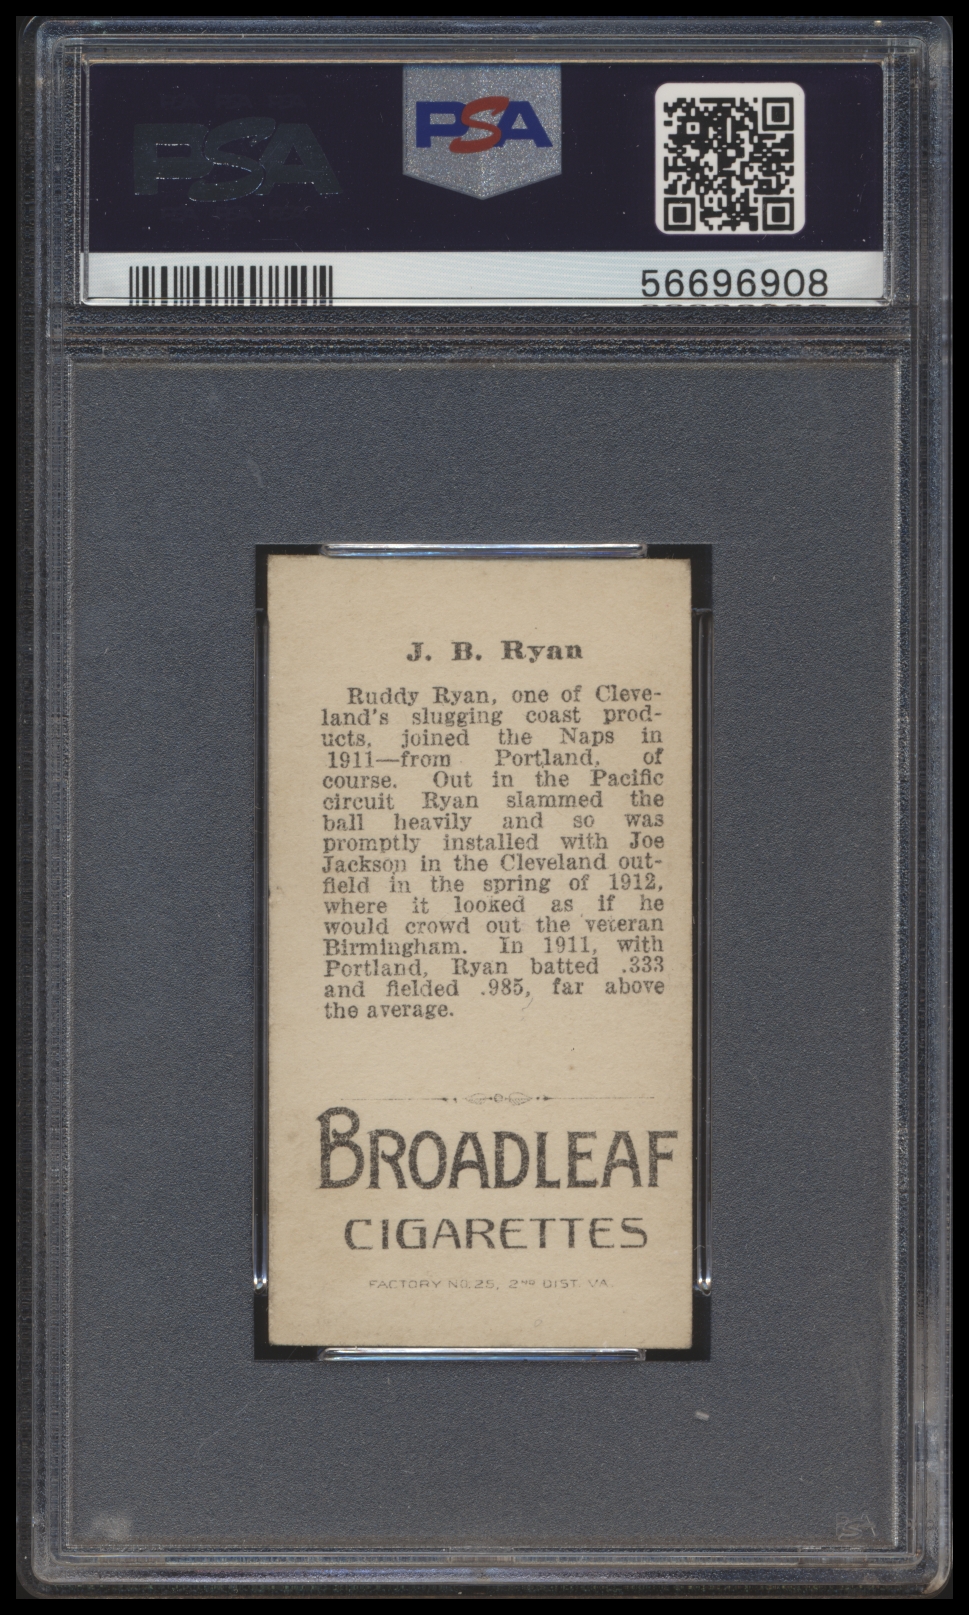 PSA
PSA
56696908
J. B. Ryan
Ruddy Ryan, one of Cleve-
land's slugging coast prod-
ucts, joined the Naps in
1911—from Portland, of
course. Out in the Pacific
circuit Ryan slammed the
ball heavily and so was
promptly installed with Joe
Jackson in the Cleveland out-
field in the spring of 1912,
where it looked as if he
would crowd out the veteran
Birmingham. In 1911, with
Portland, Ryan batted .333
and fielded .985, far above
the average.
BROADLEAF
CIGARETTES
FACTORY NO. 25, 2ND DIST. VA.
PSA